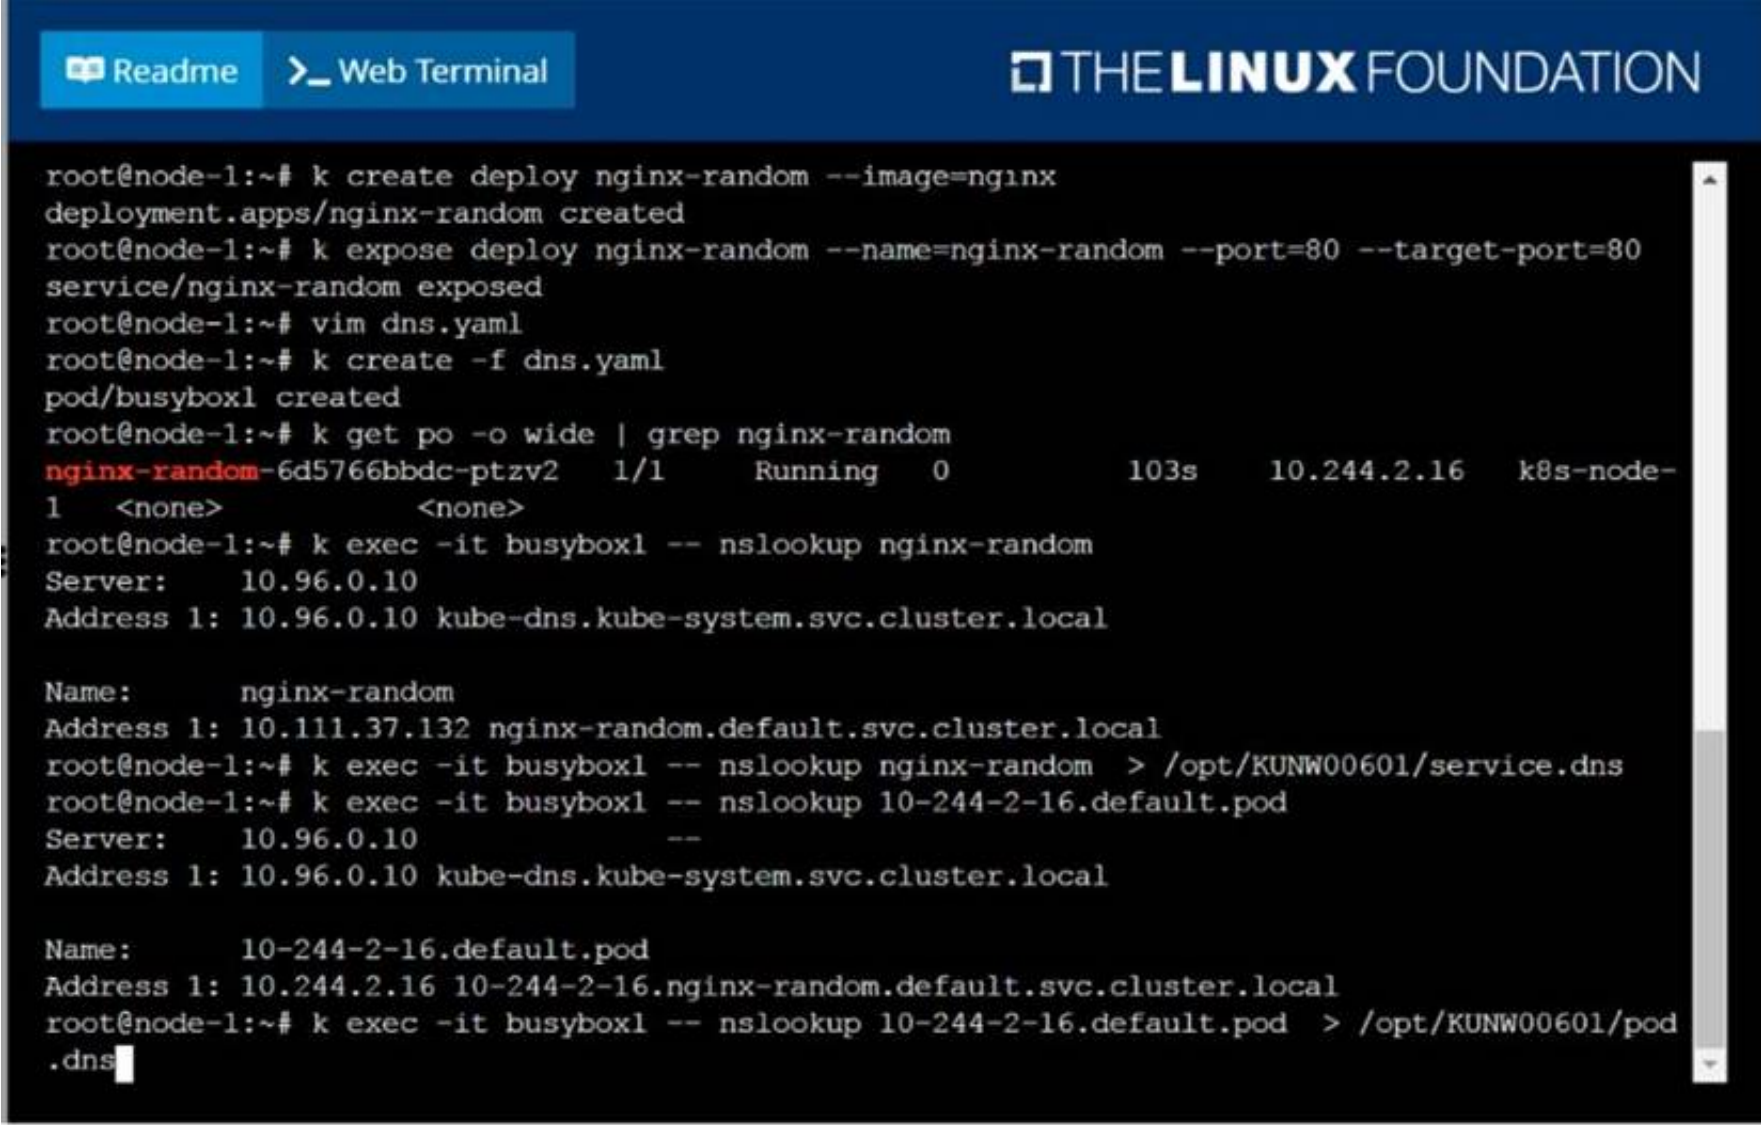 Readme
>_ Web Terminal
THE LINUX FOUNDATION
root@node-1:~# k create deploy nginx-random --image=nginx
deployment.apps/nginx-random created
root@node-1:~# k expose deploy nginx-random --name=nginx-random --port=80 --target-port=80
service/nginx-random exposed
root@node-1:~# vim dns.yaml
root@node-1:~# k create -f dns.yaml
pod/busybox1 created
root@node-1:~# k get po -o wide | grep nginx-random
nginx-random-6d5766bbdc-ptzv2   1/1     Running   0          103s    10.244.2.16   k8s-node-
1   <none>           <none>
root@node-1:~# k exec -it busybox1 -- nslookup nginx-random
Server:    10.96.0.10
Address 1: 10.96.0.10 kube-dns.kube-system.svc.cluster.local
Name:      nginx-random
Address 1: 10.111.37.132 nginx-random.default.svc.cluster.local
root@node-1:~# k exec -it busybox1 -- nslookup nginx-random  > /opt/KUNW00601/service.dns
root@node-1:~# k exec -it busybox1 -- nslookup 10-244-2-16.default.pod
Server:    10.96.0.10              --
Address 1: 10.96.0.10 kube-dns.kube-system.svc.cluster.local
Name:      10-244-2-16.default.pod
Address 1: 10.244.2.16 10-244-2-16.nginx-random.default.svc.cluster.local
root@node-1:~# k exec -it busybox1 -- nslookup 10-244-2-16.default.pod  > /opt/KUNW00601/pod
.dns